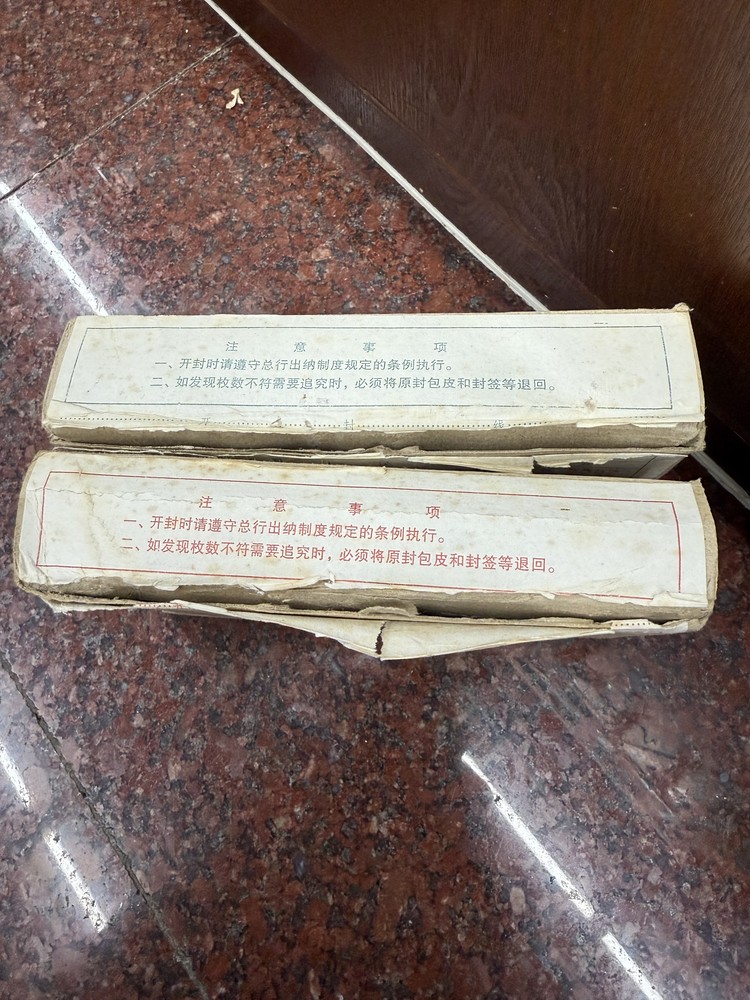 注意事项
一、开封时请遵守总行出纳制度规定的条例执行。
二、如发现枚数不符需要追究时，必须将原封包皮和封签等退回。
开封线
注意事项
一、开封时请遵守总行出纳制度规定的条例执行。
二、如发现枚数不符需要追究时，必须将原封包皮和封签等退回。